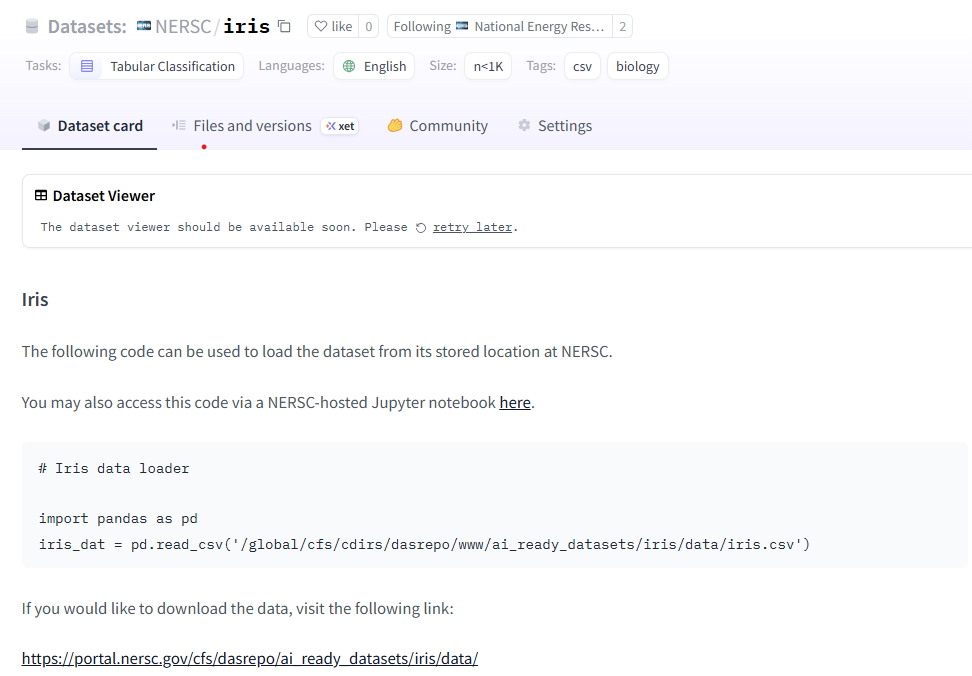 Datasets: NERSC/iris like 0 Following National Energy Res... 2
Tasks: Tabular Classification Languages: English Size: n<1K Tags: csv biology
Dataset card Files and versions xet Community Settings
Dataset Viewer
The dataset viewer should be available soon. Please retry later.
Iris
The following code can be used to load the dataset from its stored location at NERSC.
You may also access this code via a NERSC-hosted Jupyter notebook here.
# Iris data loader
import pandas as pd
iris_dat = pd.read_csv('/global/cfs/cdirs/dasrepo/www/ai_ready_datasets/iris/data/iris.csv')
If you would like to download the data, visit the following link:
https://portal.nersc.gov/cfs/dasrepo/ai_ready_datasets/iris/data/